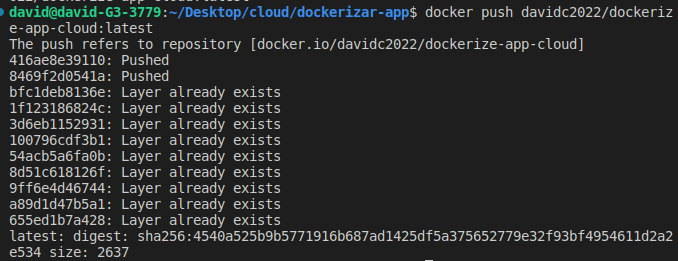 david@david-G3-3779:~/Desktop/cloud/dockerizar-app$ docker push davidc2022/dockeriz
e-app-cloud:latest
The push refers to repository [docker.io/davidc2022/dockerize-app-cloud]
416ae8e39110: Pushed
8469f2d0541a: Pushed
bfc1deb8136e: Layer already exists
1f123186824c: Layer already exists
3d6eb1152931: Layer already exists
100796cdf3b1: Layer already exists
54acb5a6fa0b: Layer already exists
8d51c618126f: Layer already exists
9ff6e4d46744: Layer already exists
a89d1d47b5a1: Layer already exists
655ed1b7a428: Layer already exists
latest: digest: sha256:4540a525b9b5771916b687ad1425df5a375652779e32f93bf4954611d2a2
e534 size: 2637